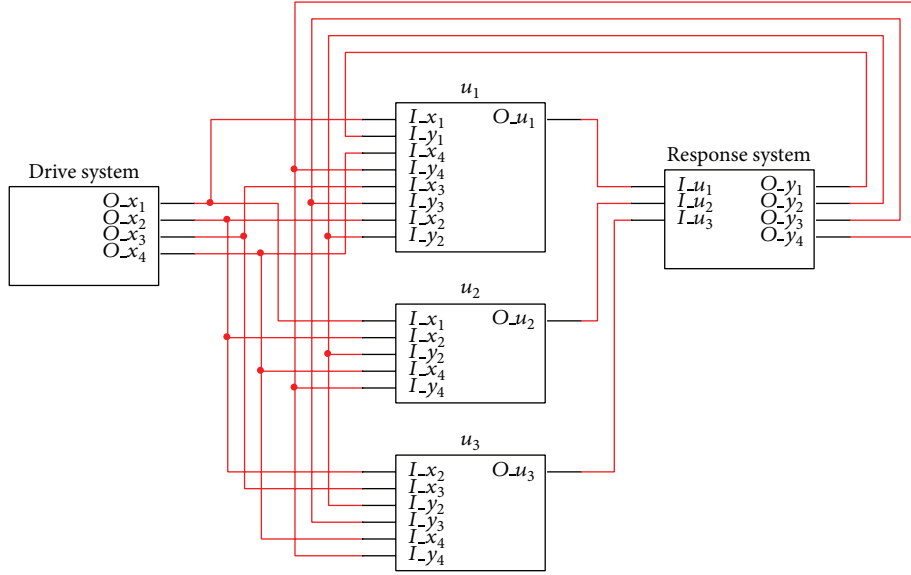 Drive system
O_x₁
O_x₂
O_x₃
O_x₄
u₁
I_x₁
I_y₁
I_x₄
I_y₄
I_x₃
I_y₃
I_x₂
I_y₂
O_u₁
u₂
I_x₁
I_x₂
I_y₂
I_x₄
I_y₄
O_u₂
u₃
I_x₂
I_x₃
I_y₂
I_y₃
I_x₄
I_y₄
O_u₃
Response system
I_u₁
I_u₂
I_u₃
O_y₁
O_y₂
O_y₃
O_y₄